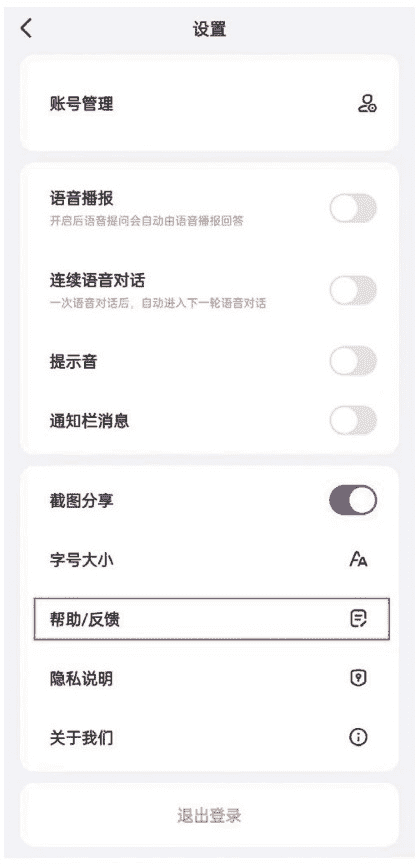 设置
账号管理
语音播报
开启后语音提问会自动由语音播报回答
连续语音对话
一次语音对话后，自动进入下一轮语音对话
提示音
通知栏消息
截图分享
字号大小
帮助/反馈
隐私说明
关于我们
退出登录